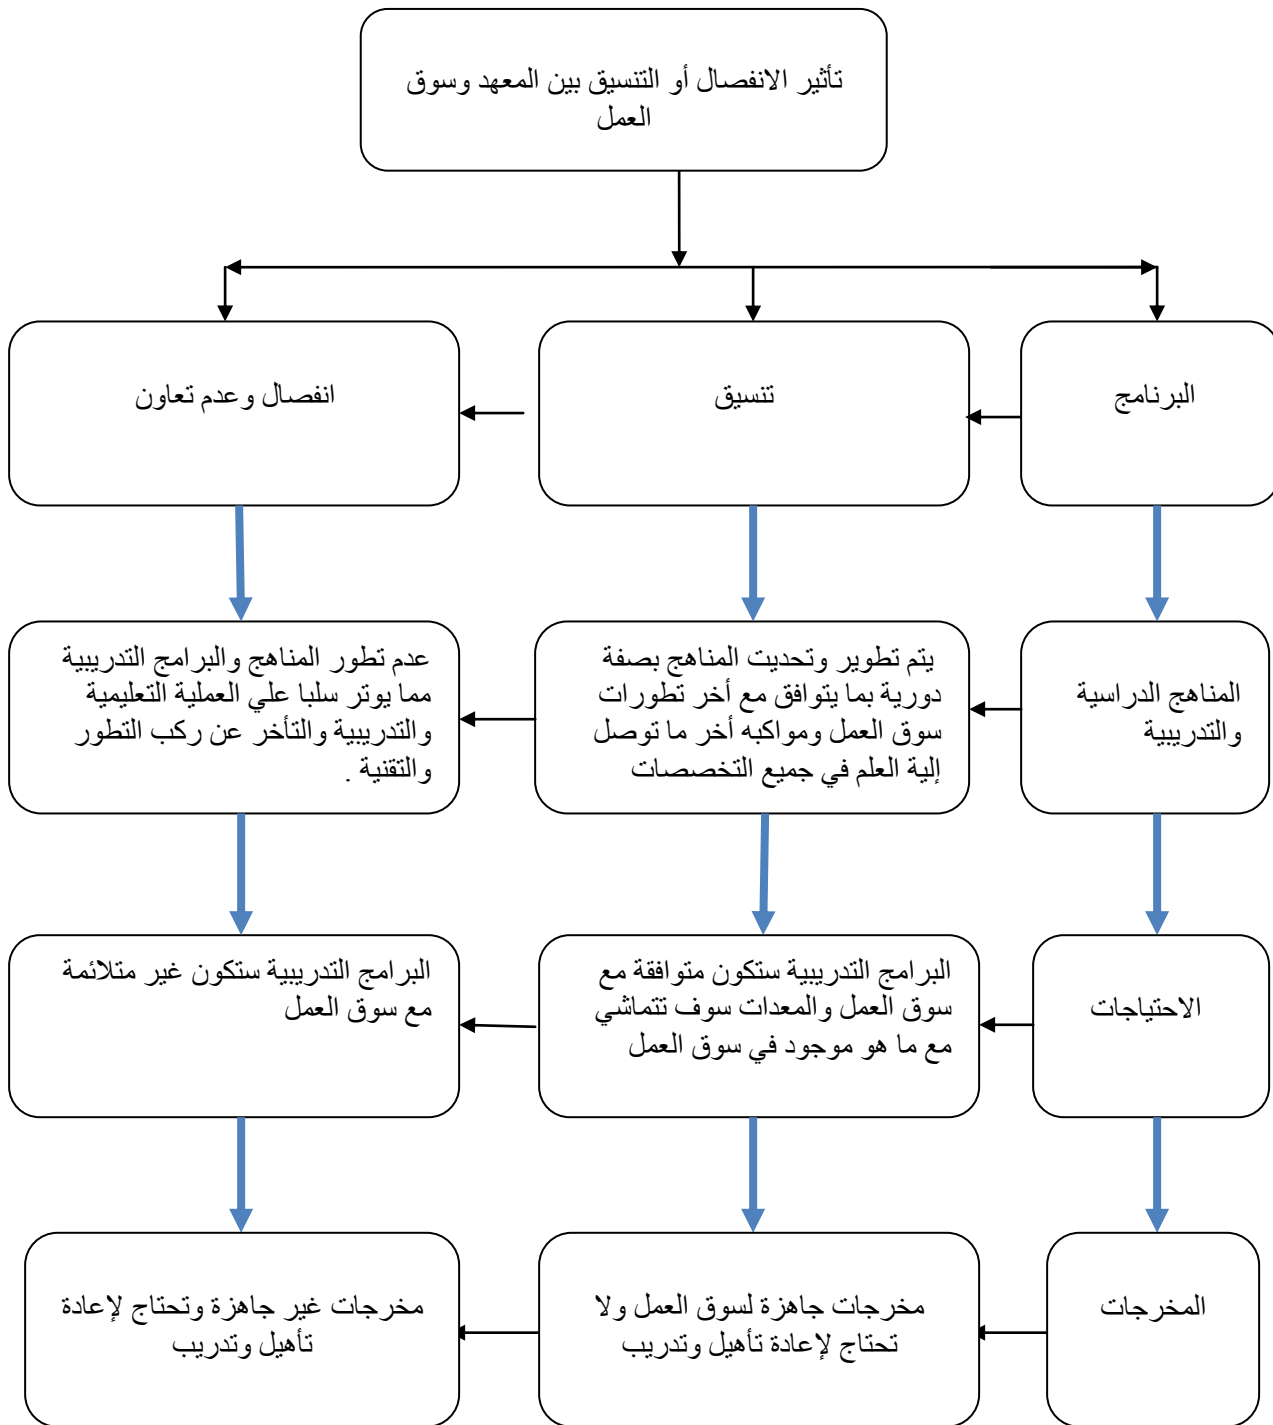 تأثير الانفصال أو التنسيق بين المعهد وسوق
العمل
البرنامج
تنسيق
انفصال وعدم تعاون
المناهج الدراسية
والتدريبية
يتم تطوير وتحديت المناهج بصفة
دورية بما يتوافق مع أخر تطورات
سوق العمل ومواكبه أخر ما توصل
إلية العلم في جميع التخصصات
عدم تطور المناهج والبرامج التدريبية
مما يوتر سلبا علي العملية التعليمية
والتدريبية والتأخر عن ركب التطور
والتقنية .
الاحتياجات
البرامج التدريبية ستكون متوافقة مع
سوق العمل والمعدات سوف تتماشي
مع ما هو موجود في سوق العمل
البرامج التدريبية ستكون غير متلائمة
مع سوق العمل
المخرجات
مخرجات جاهزة لسوق العمل ولا
تحتاج لإعادة تأهيل وتدريب
مخرجات غير جاهزة وتحتاج لإعادة
تأهيل وتدريب